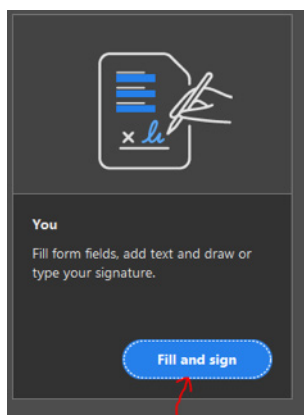 You
Fill form fields, add text and draw or
type your signature.
Fill and sign